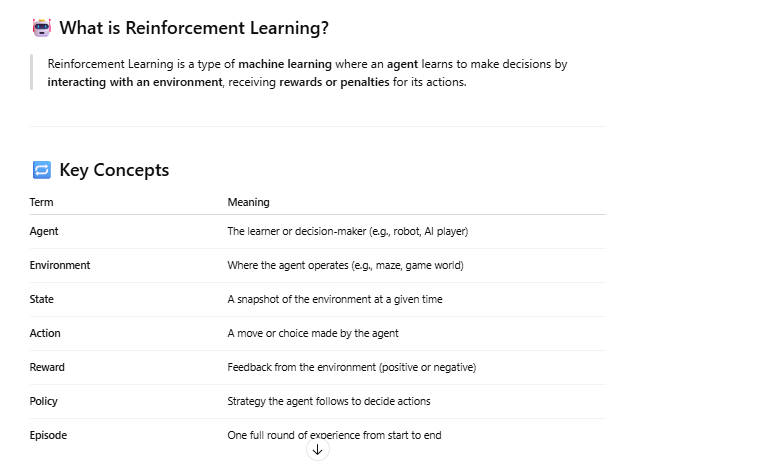 What is Reinforcement Learning?
Reinforcement Learning is a type of machine learning where an agent learns to make decisions by
interacting with an environment, receiving rewards or penalties for its actions.
Key Concepts
Term Meaning
Agent The learner or decision-maker (e.g., robot, AI player)
Environment Where the agent operates (e.g., maze, game world)
State A snapshot of the environment at a given time
Action A move or choice made by the agent
Reward Feedback from the environment (positive or negative)
Policy Strategy the agent follows to decide actions
Episode One full round of experience from start to end